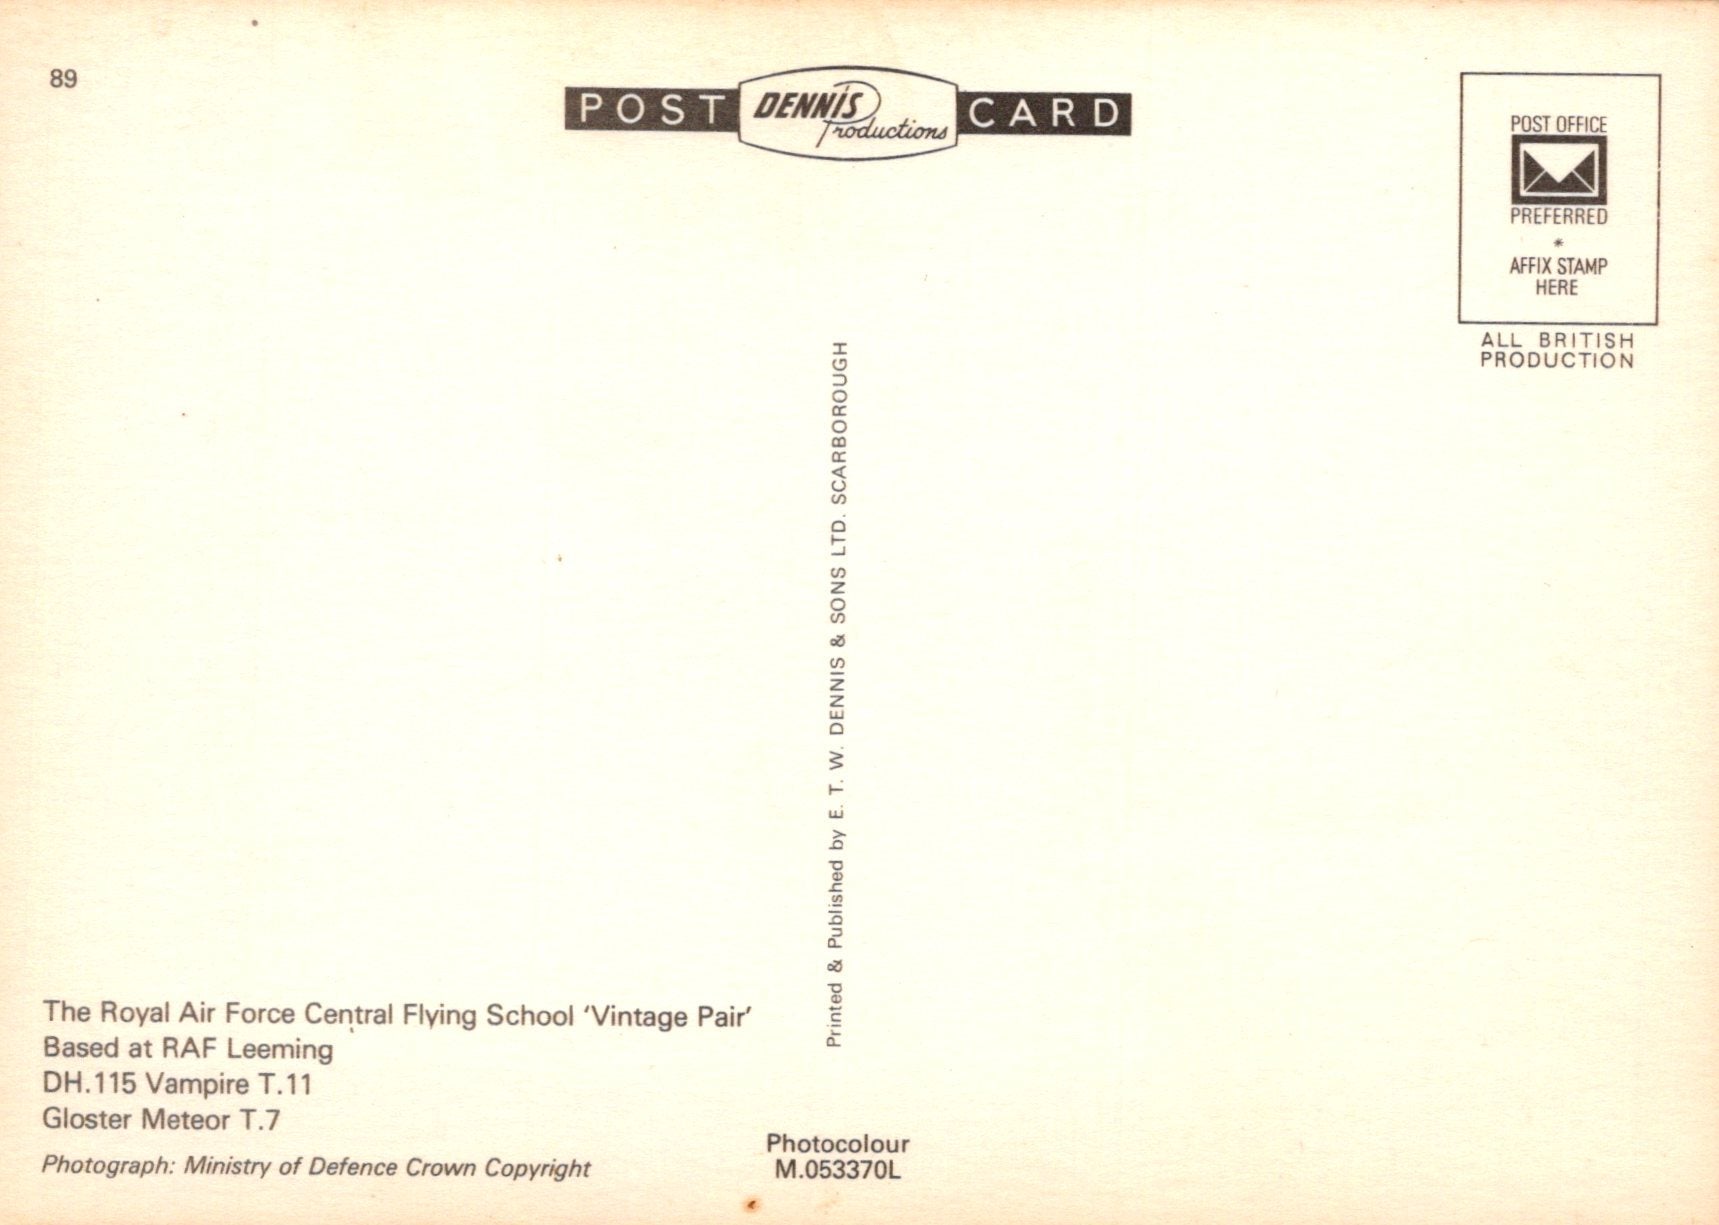 89
POST DENNIS Productions CARD
POST OFFICE
PREFERRED
*
AFFIX STAMP
HERE
ALL BRITISH
PRODUCTION
Printed & Published by E. T. W. DENNIS & SONS LTD. SCARBOROUGH
The Royal Air Force Central Flying School ‘Vintage Pair’
Based at RAF Leeming
DH.115 Vampire T.11
Gloster Meteor T.7
Photograph: Ministry of Defence Crown Copyright
Photocolour
M.053370L